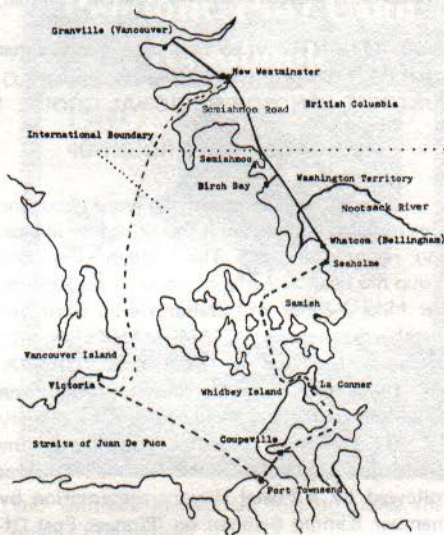 Granville (Vancouver)
New Westminster
Semiahmoo Road
British Columbia
International Boundary
Semiahmoo
Birch Bay
Washington Territory
Nootsack River
Whatcom (Bellingham)
Seaholme
Samish
Vancouver Island
Victoria
Whidbey Island
La Conner
Straits of Juan De Fuca
Coupeville
Port Townsend